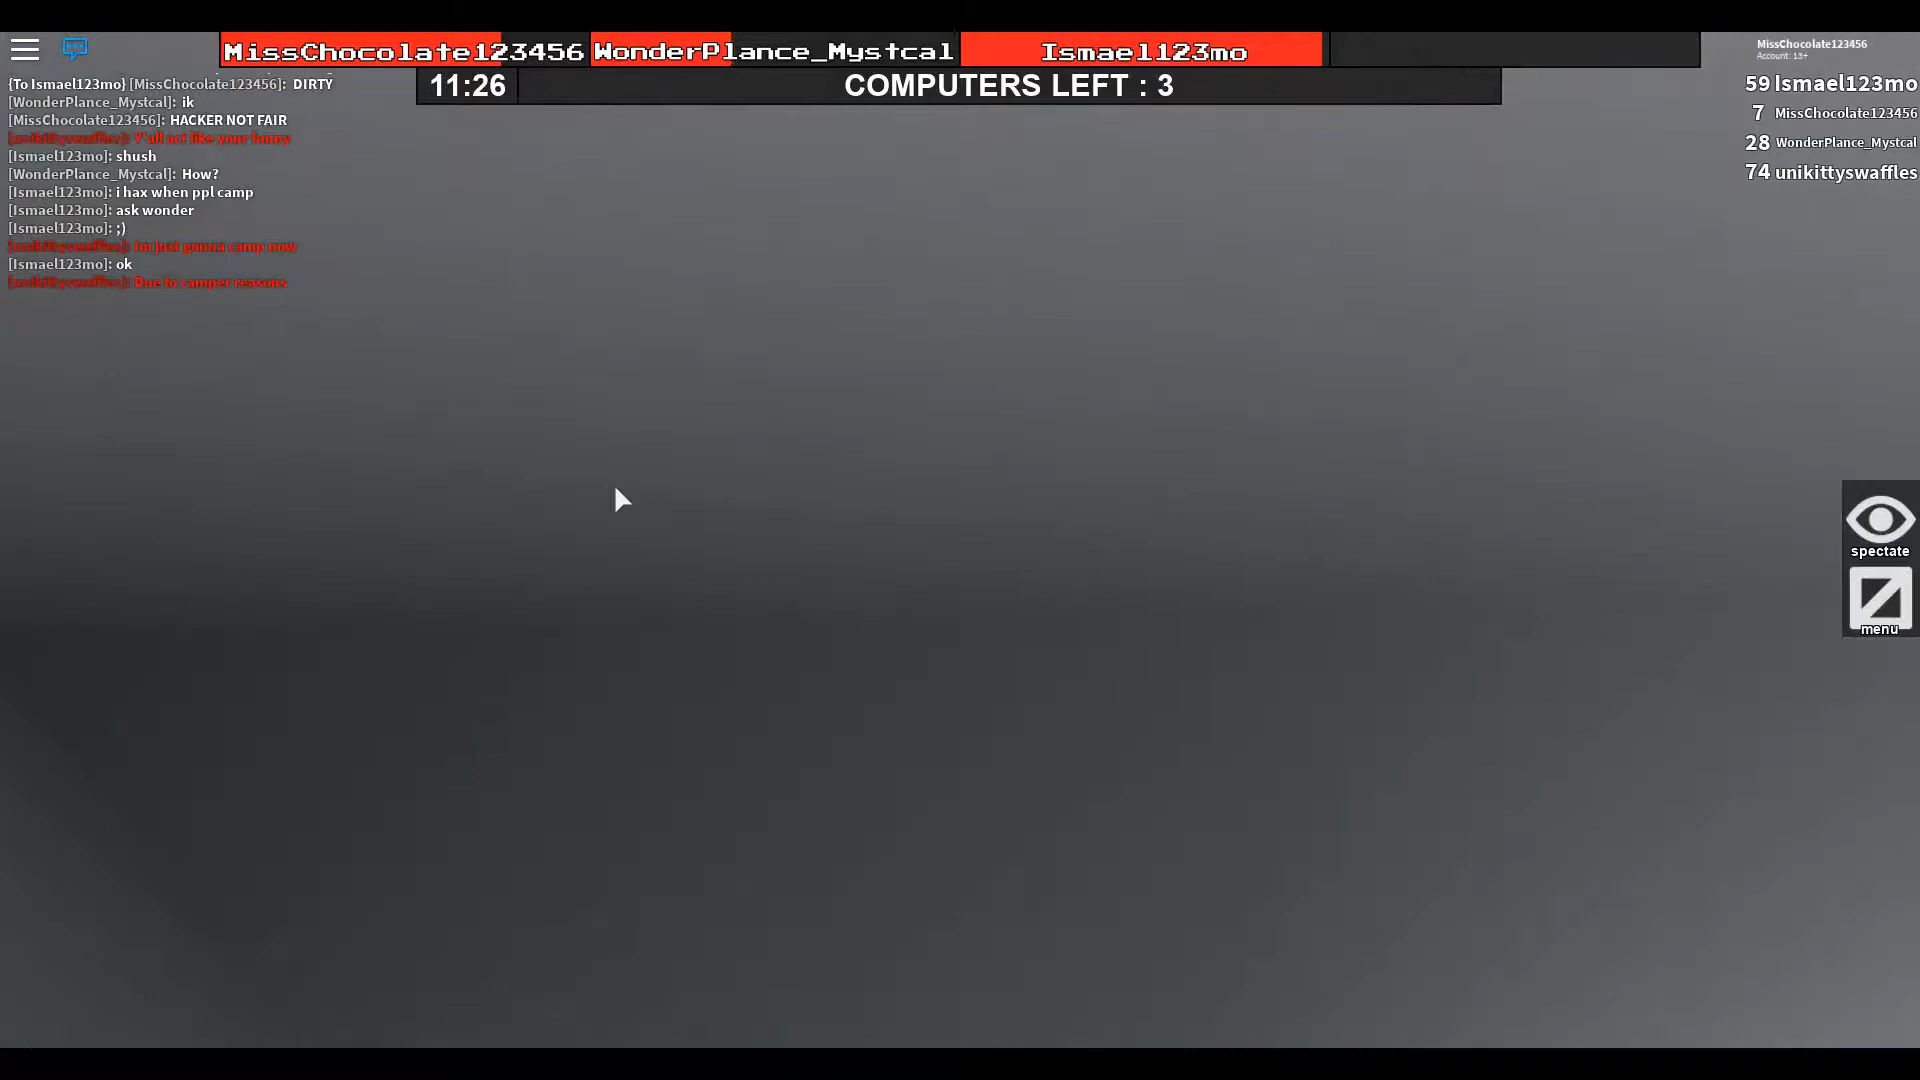 MissChocolate123456 WonderPlance_Mystcal Ismael123mo
11:26 COMPUTERS LEFT : 3
{To Ismael123mo} [MissChocolate123456]: DIRTY
[WonderPlance_Mystcal]: ik
[MissChocolate123456]: HACKER NOT FAIR
[unikittyswaffles]: Y'all act like your funny
[Ismael123mo]: shush
[WonderPlance_Mystcal]: How?
[Ismael123mo]: i hax when ppl camp
[Ismael123mo]: ask wonder
[Ismael123mo]: ;)
[unikittyswaffles]: Im just gonna camp now
[Ismael123mo]: ok
[unikittyswaffles]: Due to camper reasons
MissChocolate123456
Account: 13+
59 Ismael123mo
7 MissChocolate123456
28 WonderPlance_Mystcal
74 unikittyswaffles
spectate
menu